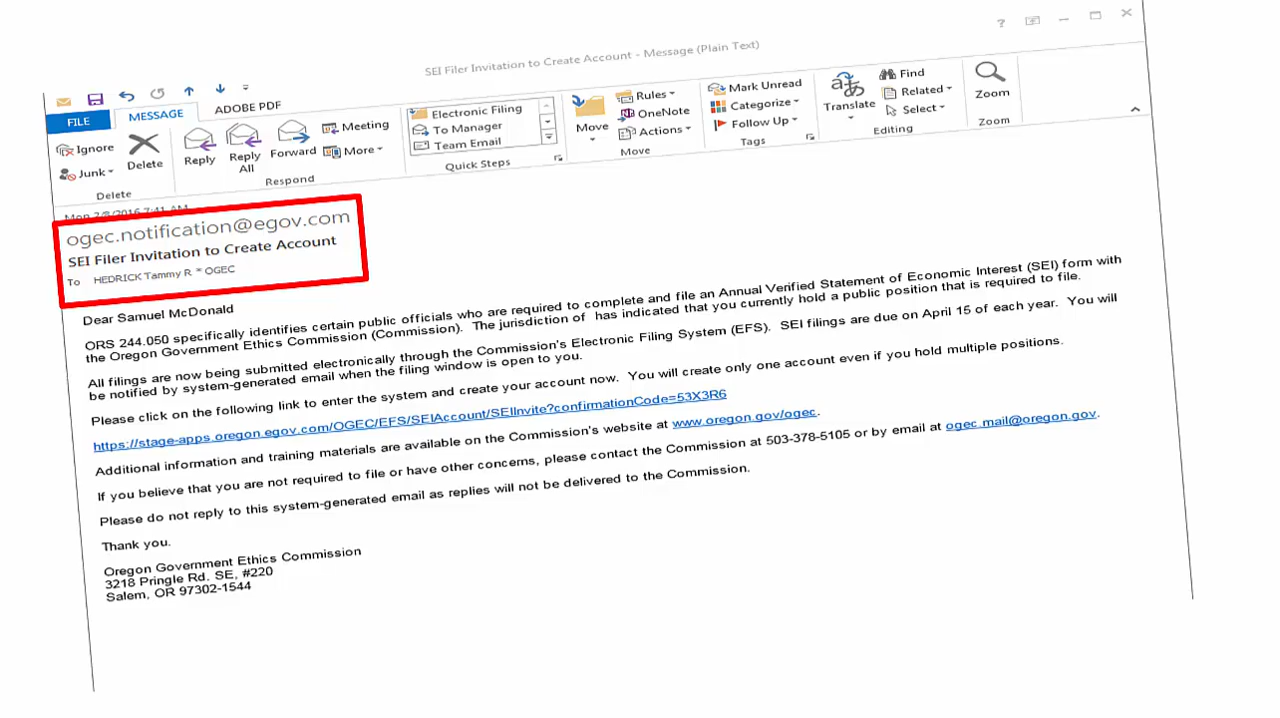 SEI Filer Invitation to Create Account - Message (Plain Text)
FILE MESSAGE ADOBE PDF
Ignore
Junk
Delete
Delete
Reply
Reply All
Forward
Meeting
More
Respond
Electronic Filing
To Manager
Team Email
Quick Steps
Move
Rules
OneNote
Actions
Move
Mark Unread
Categorize
Follow Up
Tags
Translate
Find
Related
Select
Editing
Zoom
Zoom
Mon 2/8/2016 7:41 AM
ogec.notification@egov.com
SEI Filer Invitation to Create Account
To HEDRICK Tammy R * OGEC
Dear Samuel McDonald
ORS 244.050 specifically identifies certain public officials who are required to complete and file an Annual Verified Statement of Economic Interest (SEI) form with
the Oregon Government Ethics Commission (Commission). The jurisdiction of has indicated that you currently hold a public position that is required to file.
All filings are now being submitted electronically through the Commission's Electronic Filing System (EFS). SEI filings are due on April 15 of each year. You will
be notified by system-generated email when the filing window is open to you.
Please click on the following link to enter the system and create your account now. You will create only one account even if you hold multiple positions.
https://stage-apps.oregon.egov.com/OGEC/EFS/SEIAccount/SEIInvite?confirmationCode=53X3R6
Additional information and training materials are available on the Commission's website at www.oregon.gov/ogec.
If you believe that you are not required to file or have other concerns, please contact the Commission at 503-378-5105 or by email at ogec.mail@oregon.gov.
Please do not reply to this system-generated email as replies will not be delivered to the Commission.
Thank you.
Oregon Government Ethics Commission
3218 Pringle Rd. SE, #220
Salem, OR 97302-1544